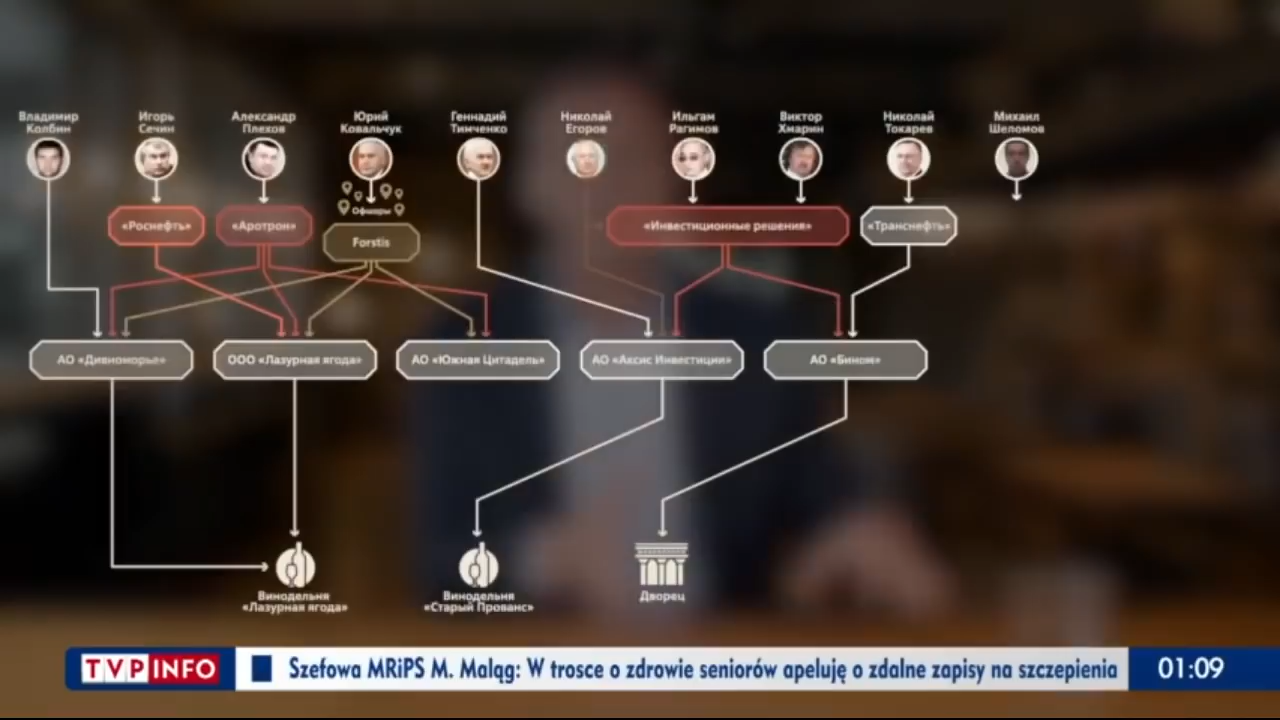 Владимир
Колбин
Игорь
Сечин
Александр
Плехов
Юрий
Ковальчук
Геннадий
Тимченко
Николай
Егоров
Ильгам
Рагимов
Виктор
Хмарин
Николай
Токарев
Михаил
Шеломов
Офшоры
«Роснефть»
«Аротрон»
Forstis
«Инвестиционные решения»
«Транснефть»
АО «Дивноморье»
ООО «Лазурная ягода»
АО «Южная Цитадель»
АО «Аксис Инвестиции»
АО «Бином»
Винодельня
«Лазурная ягода»
Винодельня
«Старый Прованс»
Дворец
TVP INFO
Szefowa MRiPS M. Maląg: W trosce o zdrowie seniorów apeluję o zdalne zapisy na szczepienia
01:09